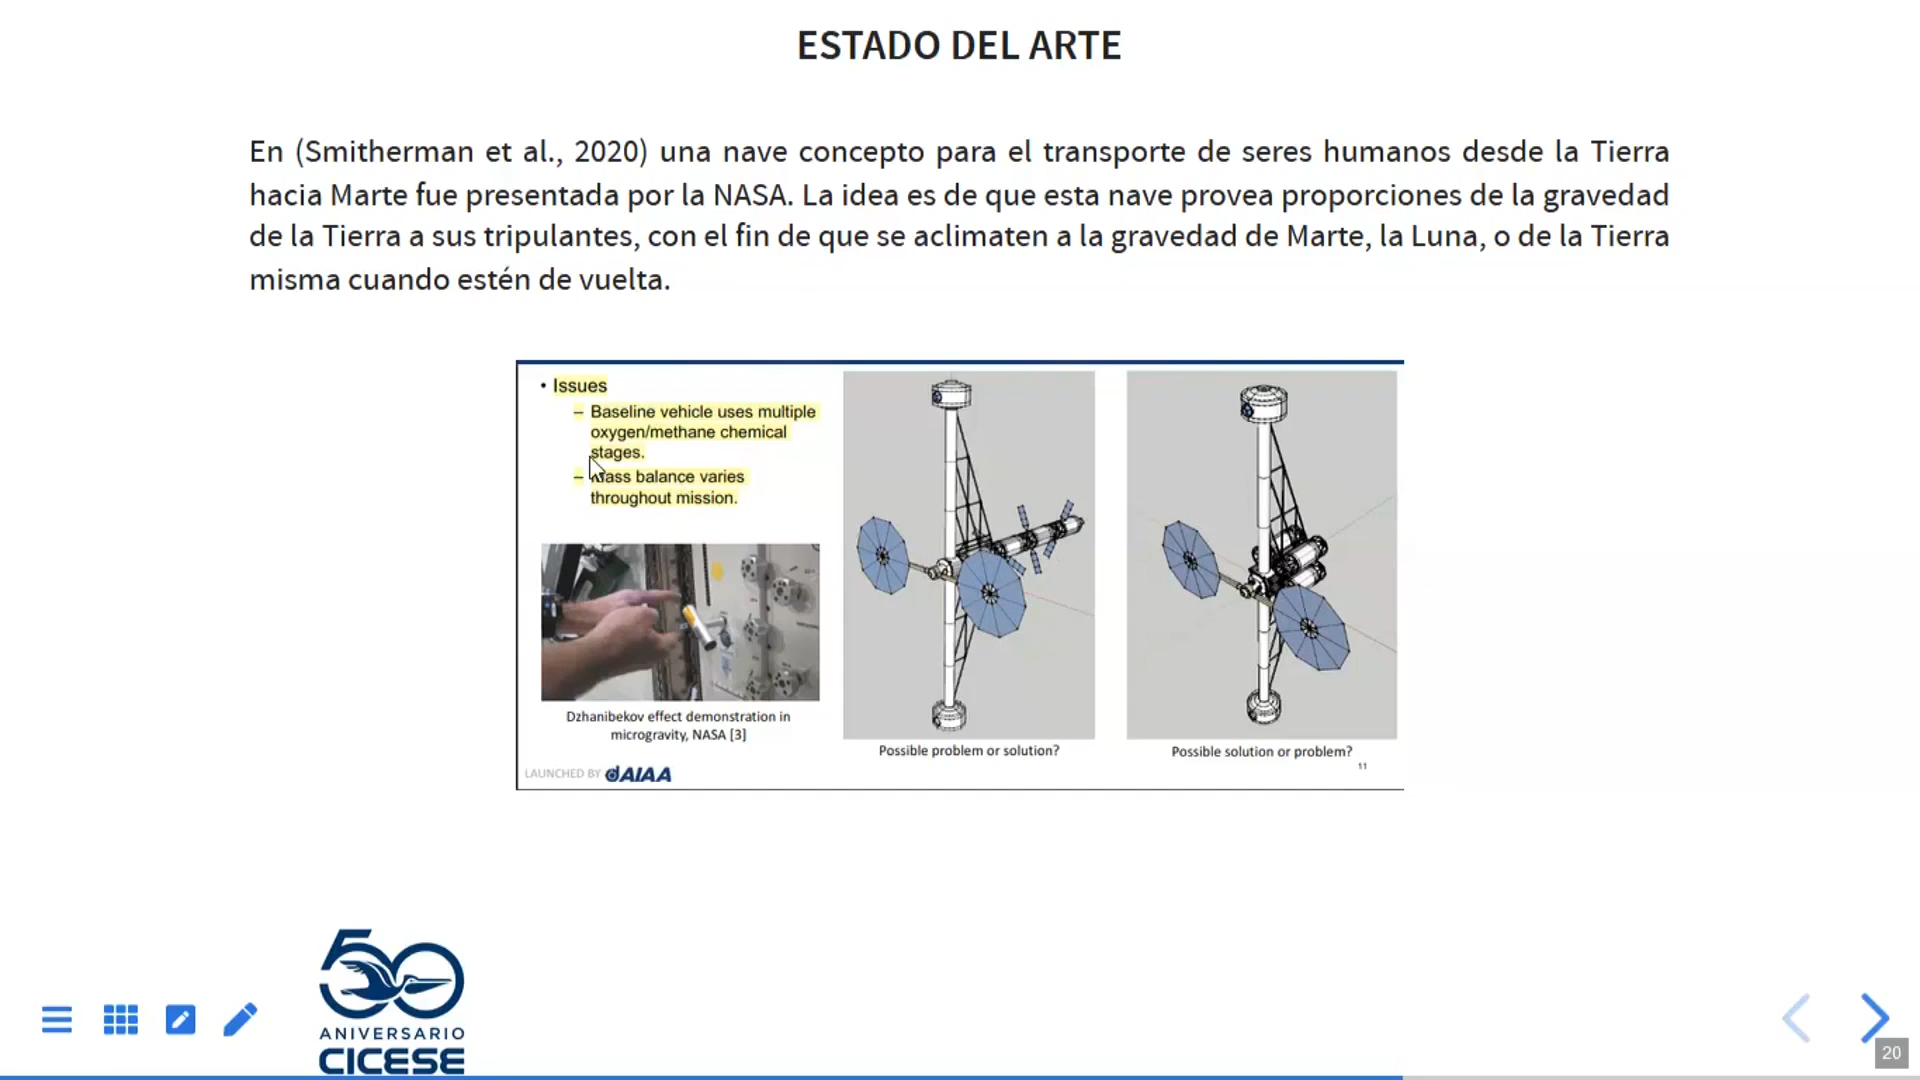 ESTADO DEL ARTE
En (Smitherman et al., 2020) una nave concepto para el transporte de seres humanos desde la Tierra
hacia Marte fue presentada por la NASA. La idea es de que esta nave provea proporciones de la gravedad
de la Tierra a sus tripulantes, con el fin de que se aclimaten a la gravedad de Marte, la Luna, o de la Tierra
misma cuando estén de vuelta.
• Issues
– Baseline vehicle uses multiple
oxygen/methane chemical
stages.
– Mass balance varies
throughout mission.
Dzhanibekov effect demonstration in
microgravity, NASA [3]
Possible problem or solution?
Possible solution or problem?
LAUNCHED BY AIAA
11
50
ANIVERSARIO
CICESE
20